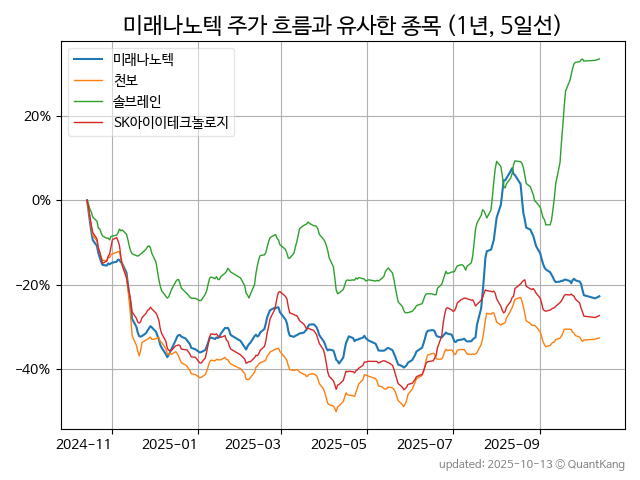 미래나노텍 주가 흐름과 유사한 종목 (1년, 5일선)
미래나노텍
천보
솔브레인
SK아이이테크놀로지
20%
0%
−20%
−40%
2024-11
2025-01
2025-03
2025-05
2025-07
2025-09
updated: 2025-10-13 © QuantKang